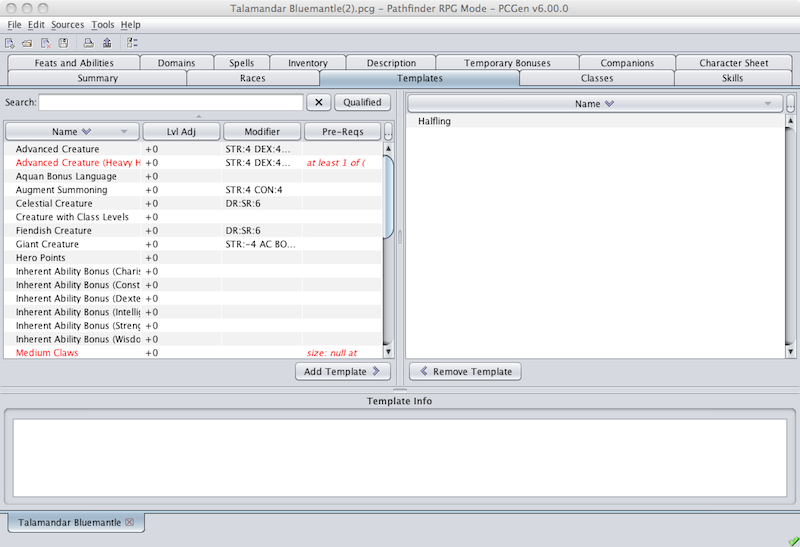 Talamandar Bluemantle(2).pcg – Pathfinder RPG Mode – PCGen v6.00.0
File Edit Sources Tools Help
Feats and Abilities Domains Spells Inventory Description Temporary Bonuses Companions Character Sheet
Summary Races Templates Classes Skills
Search: Qualified Name
Name Lvl Adj Modifier Pre-Reqs ... Halfling
Advanced Creature +0 STR:4 DEX:4...
Advanced Creature (Heavy H +0 STR:4 DEX:4... at least 1 of (
Aquan Bonus Language +0
Augment Summoning +0 STR:4 CON:4
Celestial Creature +0 DR:SR:6
Creature with Class Levels +0
Fiendish Creature +0 DR:SR:6
Giant Creature +0 STR:-4 AC BO...
Hero Points +0
Inherent Ability Bonus (Charis +0
Inherent Ability Bonus (Const +0
Inherent Ability Bonus (Dexte +0
Inherent Ability Bonus (Intelli +0
Inherent Ability Bonus (Streng +0
Inherent Ability Bonus (Wisdo +0
Medium Claws +0 size: null at
Add Template Remove Template
Template Info
Talamandar Bluemantle